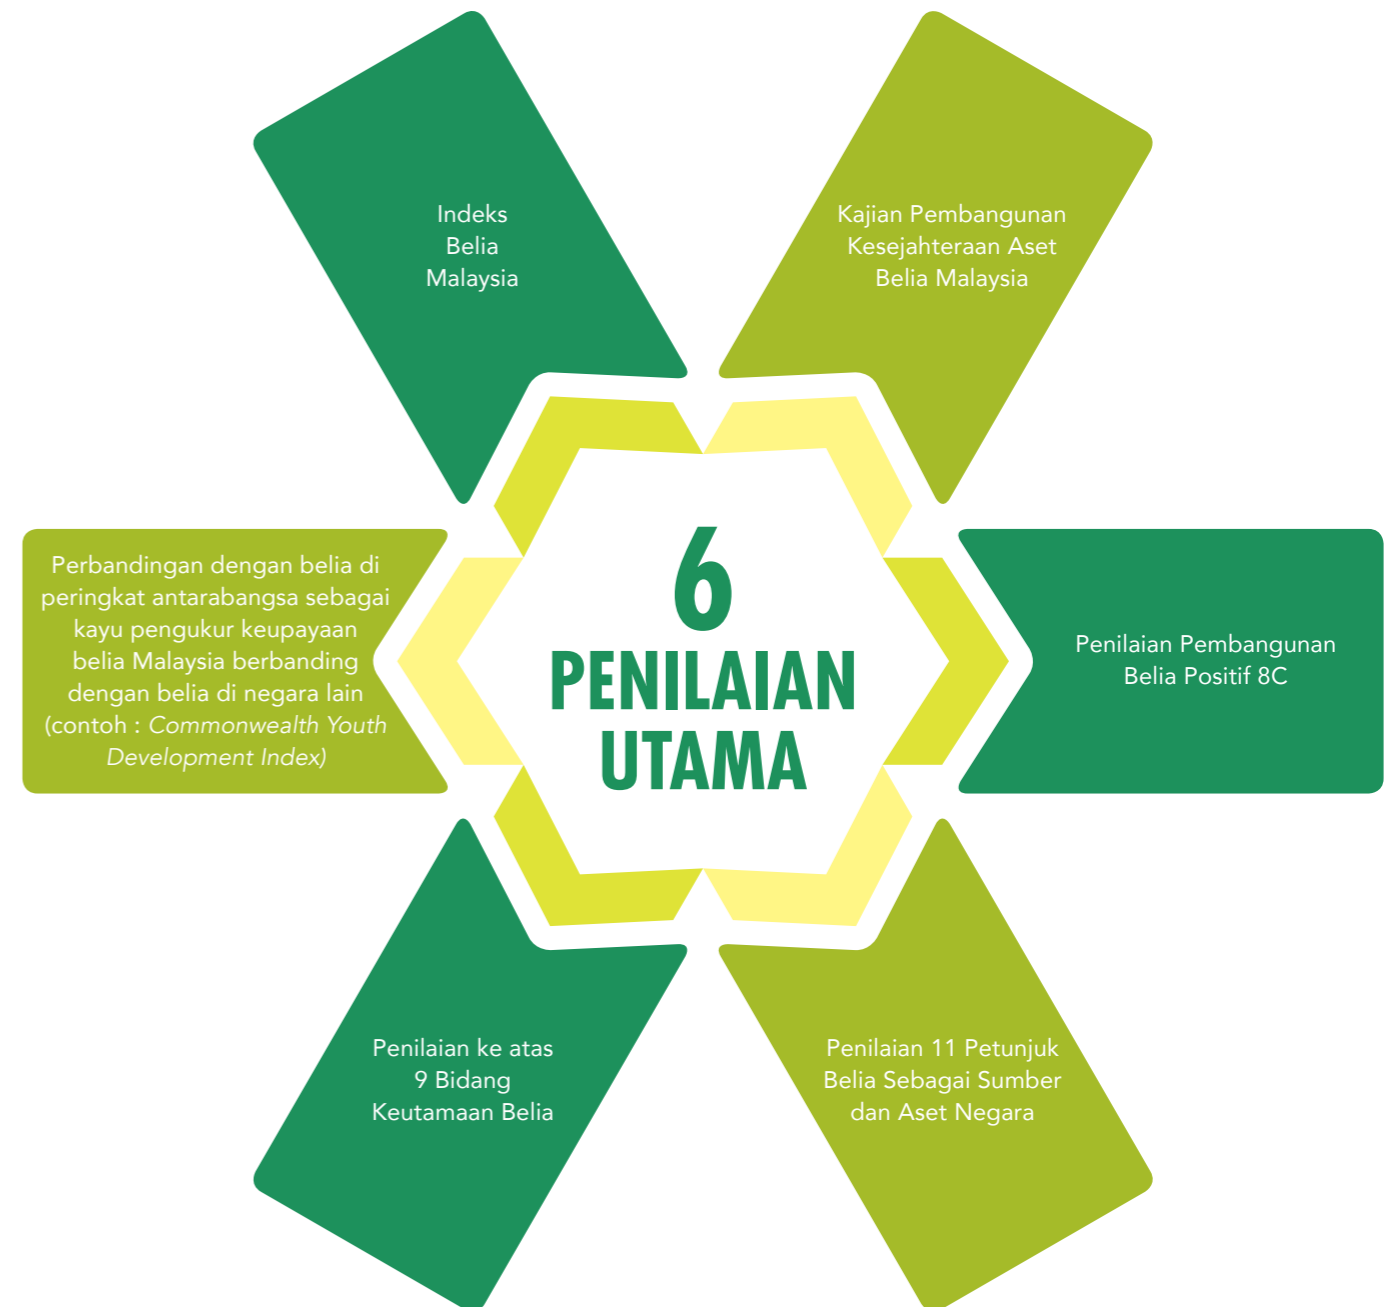 Indeks
Belia
Malaysia
Kajian Pembangunan
Kesejahteraan Aset
Belia Malaysia
Perbandingan dengan belia di
peringkat antarabangsa sebagai
kayu pengukur keupayaan
belia Malaysia berbanding
dengan belia di negara lain
(contoh : Commonwealth Youth
Development Index)
6
PENILAIAN
UTAMA
Penilaian Pembangunan
Belia Positif 8C
Penilaian ke atas
9 Bidang
Keutamaan Belia
Penilaian 11 Petunjuk
Belia Sebagai Sumber
dan Aset Negara